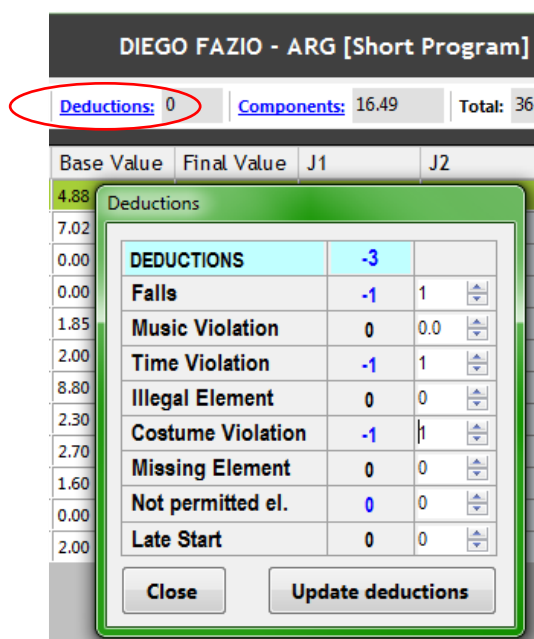 DIEGO FAZIO - ARG [Short Program]
Deductions: 0 Components: 16.49 Total: 36
Base Value Final Value J1 J2
4.88
7.02
0.00
0.00
1.85
2.00
8.80
2.30
2.70
1.60
0.00
2.00
Deductions
DEDUCTIONS -3
Falls -1 1
Music Violation 0 0.0
Time Violation -1 1
Illegal Element 0 0
Costume Violation -1 1
Missing Element 0 0
Not permitted el. 0 0
Late Start 0 0
Close Update deductions